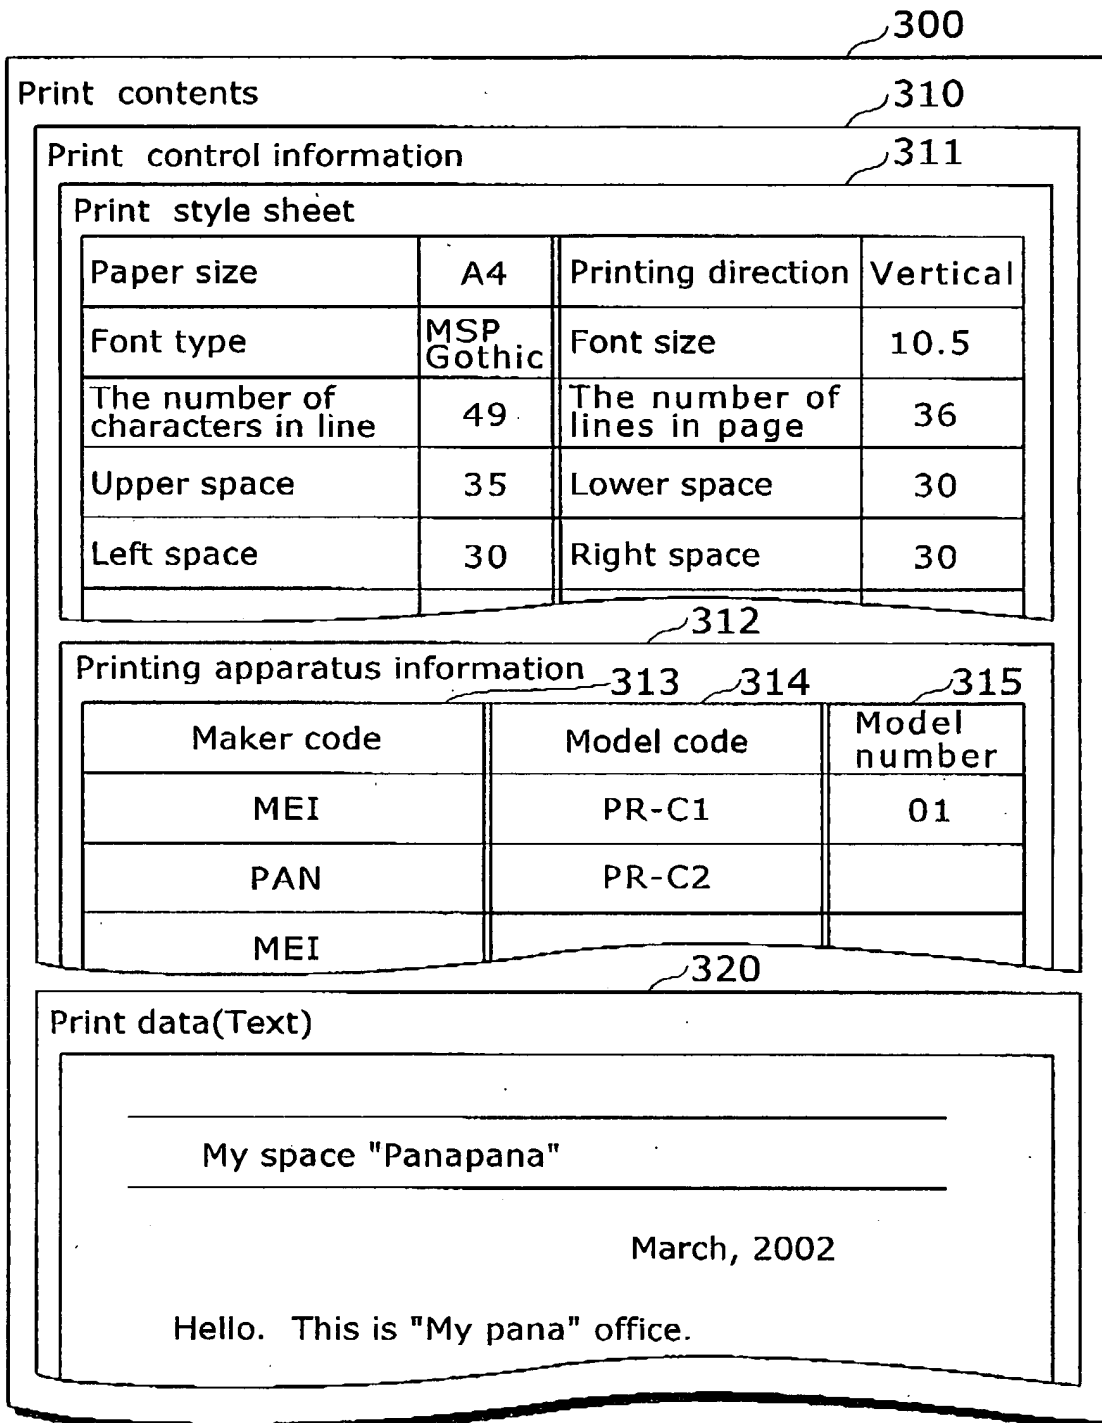 300
Print contents
310
Print control information
311
Print style sheet
Paper size A4 Printing direction Vertical
Font type MSP Gothic Font size 10.5
The number of characters in line 49 The number of lines in page 36
Upper space 35 Lower space 30
Left space 30 Right space 30
312
Printing apparatus information
313 314 315
Maker code Model code Model number
MEI PR-C1 01
PAN PR-C2
MEI
320
Print data(Text)
My space "Panapana"
March, 2002
Hello. This is "My pana" office.